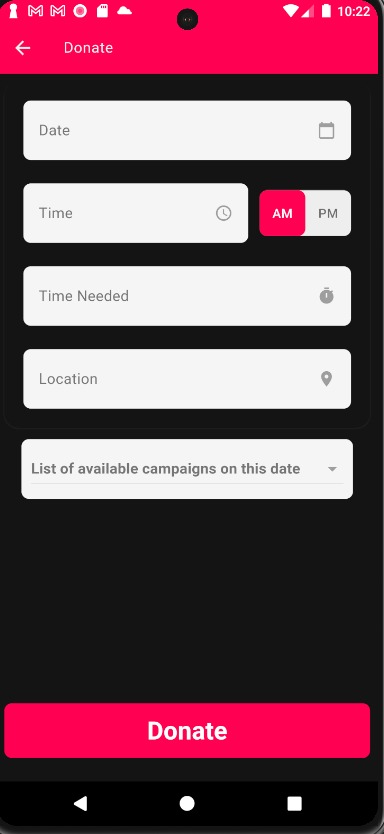 10:22
Donate
Date
Time
AM PM
Time Needed
Location
List of available campaigns on this date
Donate